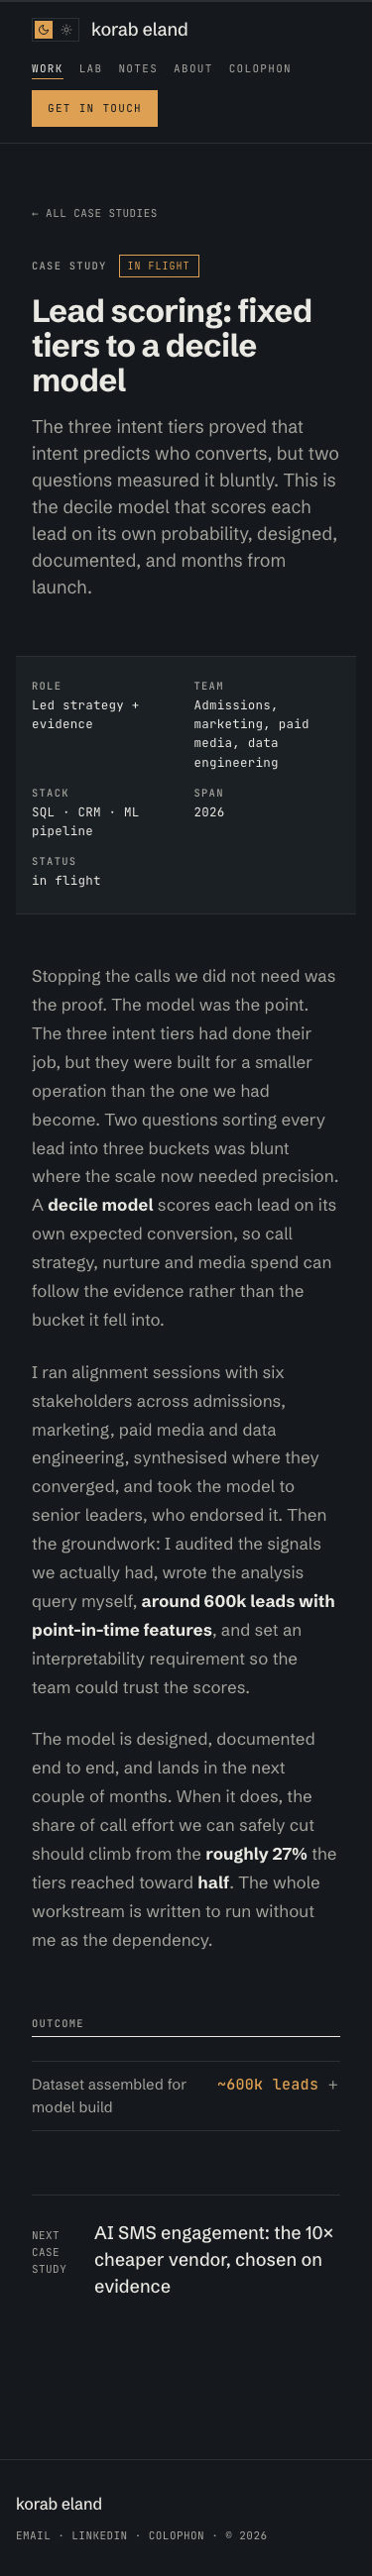 korab eland
WORK LAB NOTES ABOUT COLOPHON
GET IN TOUCH
← ALL CASE STUDIES
CASE STUDY IN FLIGHT
Lead scoring: fixed
tiers to a decile
model
The three intent tiers proved that
intent predicts who converts, but two
questions measured it bluntly. This is
the decile model that scores each
lead on its own probability, designed,
documented, and months from
launch.
ROLE
Led strategy +
evidence
TEAM
Admissions,
marketing, paid
media, data
engineering
STACK
SQL · CRM · ML
pipeline
SPAN
2026
STATUS
in flight
Stopping the calls we did not need was
the proof. The model was the point.
The three intent tiers had done their
job, but they were built for a smaller
operation than the one we had
become. Two questions sorting every
lead into three buckets was blunt
where the scale now needed precision.
A decile model scores each lead on its
own expected conversion, so call
strategy, nurture and media spend can
follow the evidence rather than the
bucket it fell into.
I ran alignment sessions with six
stakeholders across admissions,
marketing, paid media and data
engineering, synthesised where they
converged, and took the model to
senior leaders, who endorsed it. Then
the groundwork: I audited the signals
we actually had, wrote the analysis
query myself, around 600k leads with
point-in-time features, and set an
interpretability requirement so the
team could trust the scores.
The model is designed, documented
end to end, and lands in the next
couple of months. When it does, the
share of call effort we can safely cut
should climb from the roughly 27% the
tiers reached toward half. The whole
workstream is written to run without
me as the dependency.
OUTCOME
Dataset assembled for
model build
~600k leads +
NEXT
CASE
STUDY
AI SMS engagement: the 10×
cheaper vendor, chosen on
evidence
korab eland
EMAIL · LINKEDIN · COLOPHON · © 2026